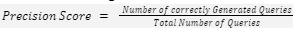 Precision Score = Number of correctly Generated Queries / Total Number of Queries